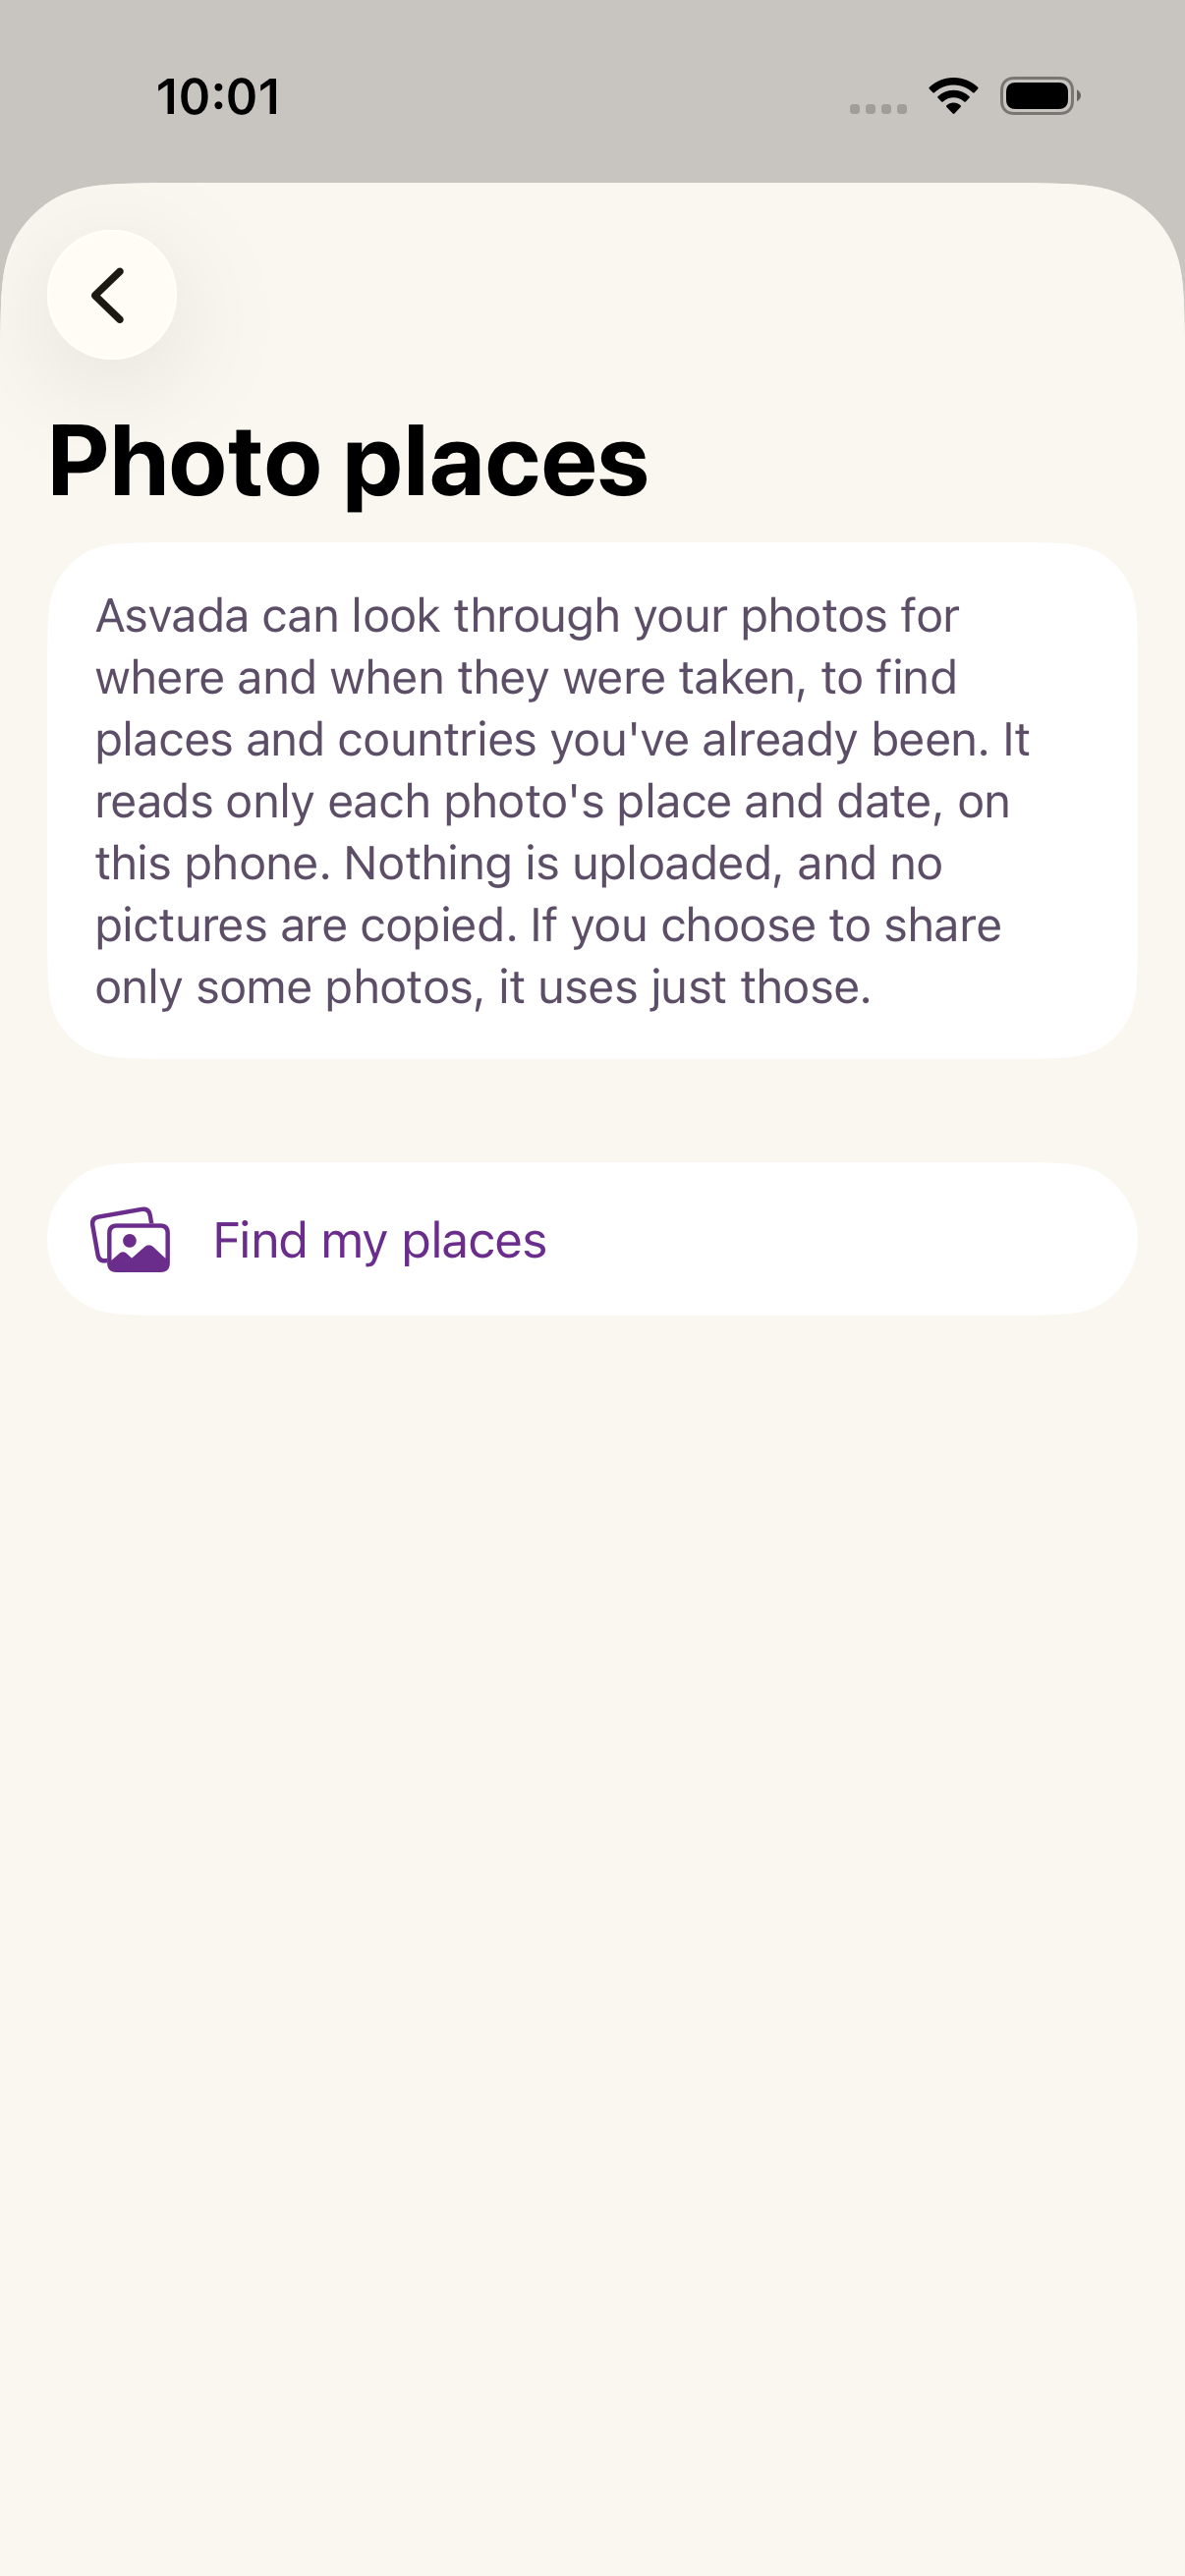 10:01
Photo places
Asvada can look through your photos for
where and when they were taken, to find
places and countries you've already been. It
reads only each photo's place and date, on
this phone. Nothing is uploaded, and no
pictures are copied. If you choose to share
only some photos, it uses just those.
Find my places